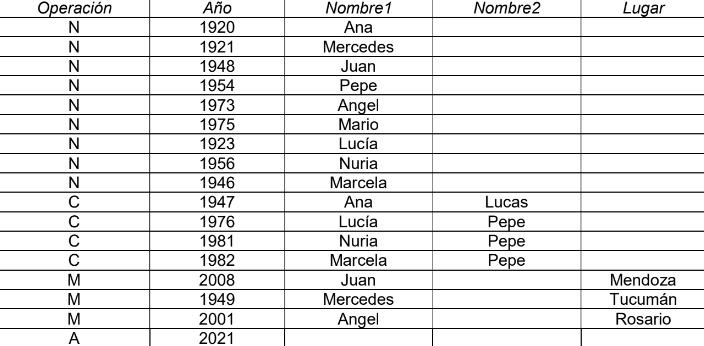 Operación Año Nombre1 Nombre2 Lugar
N 1920 Ana
N 1921 Mercedes
N 1948 Juan
N 1954 Pepe
N 1973 Angel
N 1975 Mario
N 1923 Lucía
N 1956 Nuria
N 1946 Marcela
C 1947 Ana Lucas
C 1976 Lucía Pepe
C 1981 Nuria Pepe
C 1982 Marcela Pepe
M 2008 Juan Mendoza
M 1949 Mercedes Tucumán
M 2001 Angel Rosario
A 2021